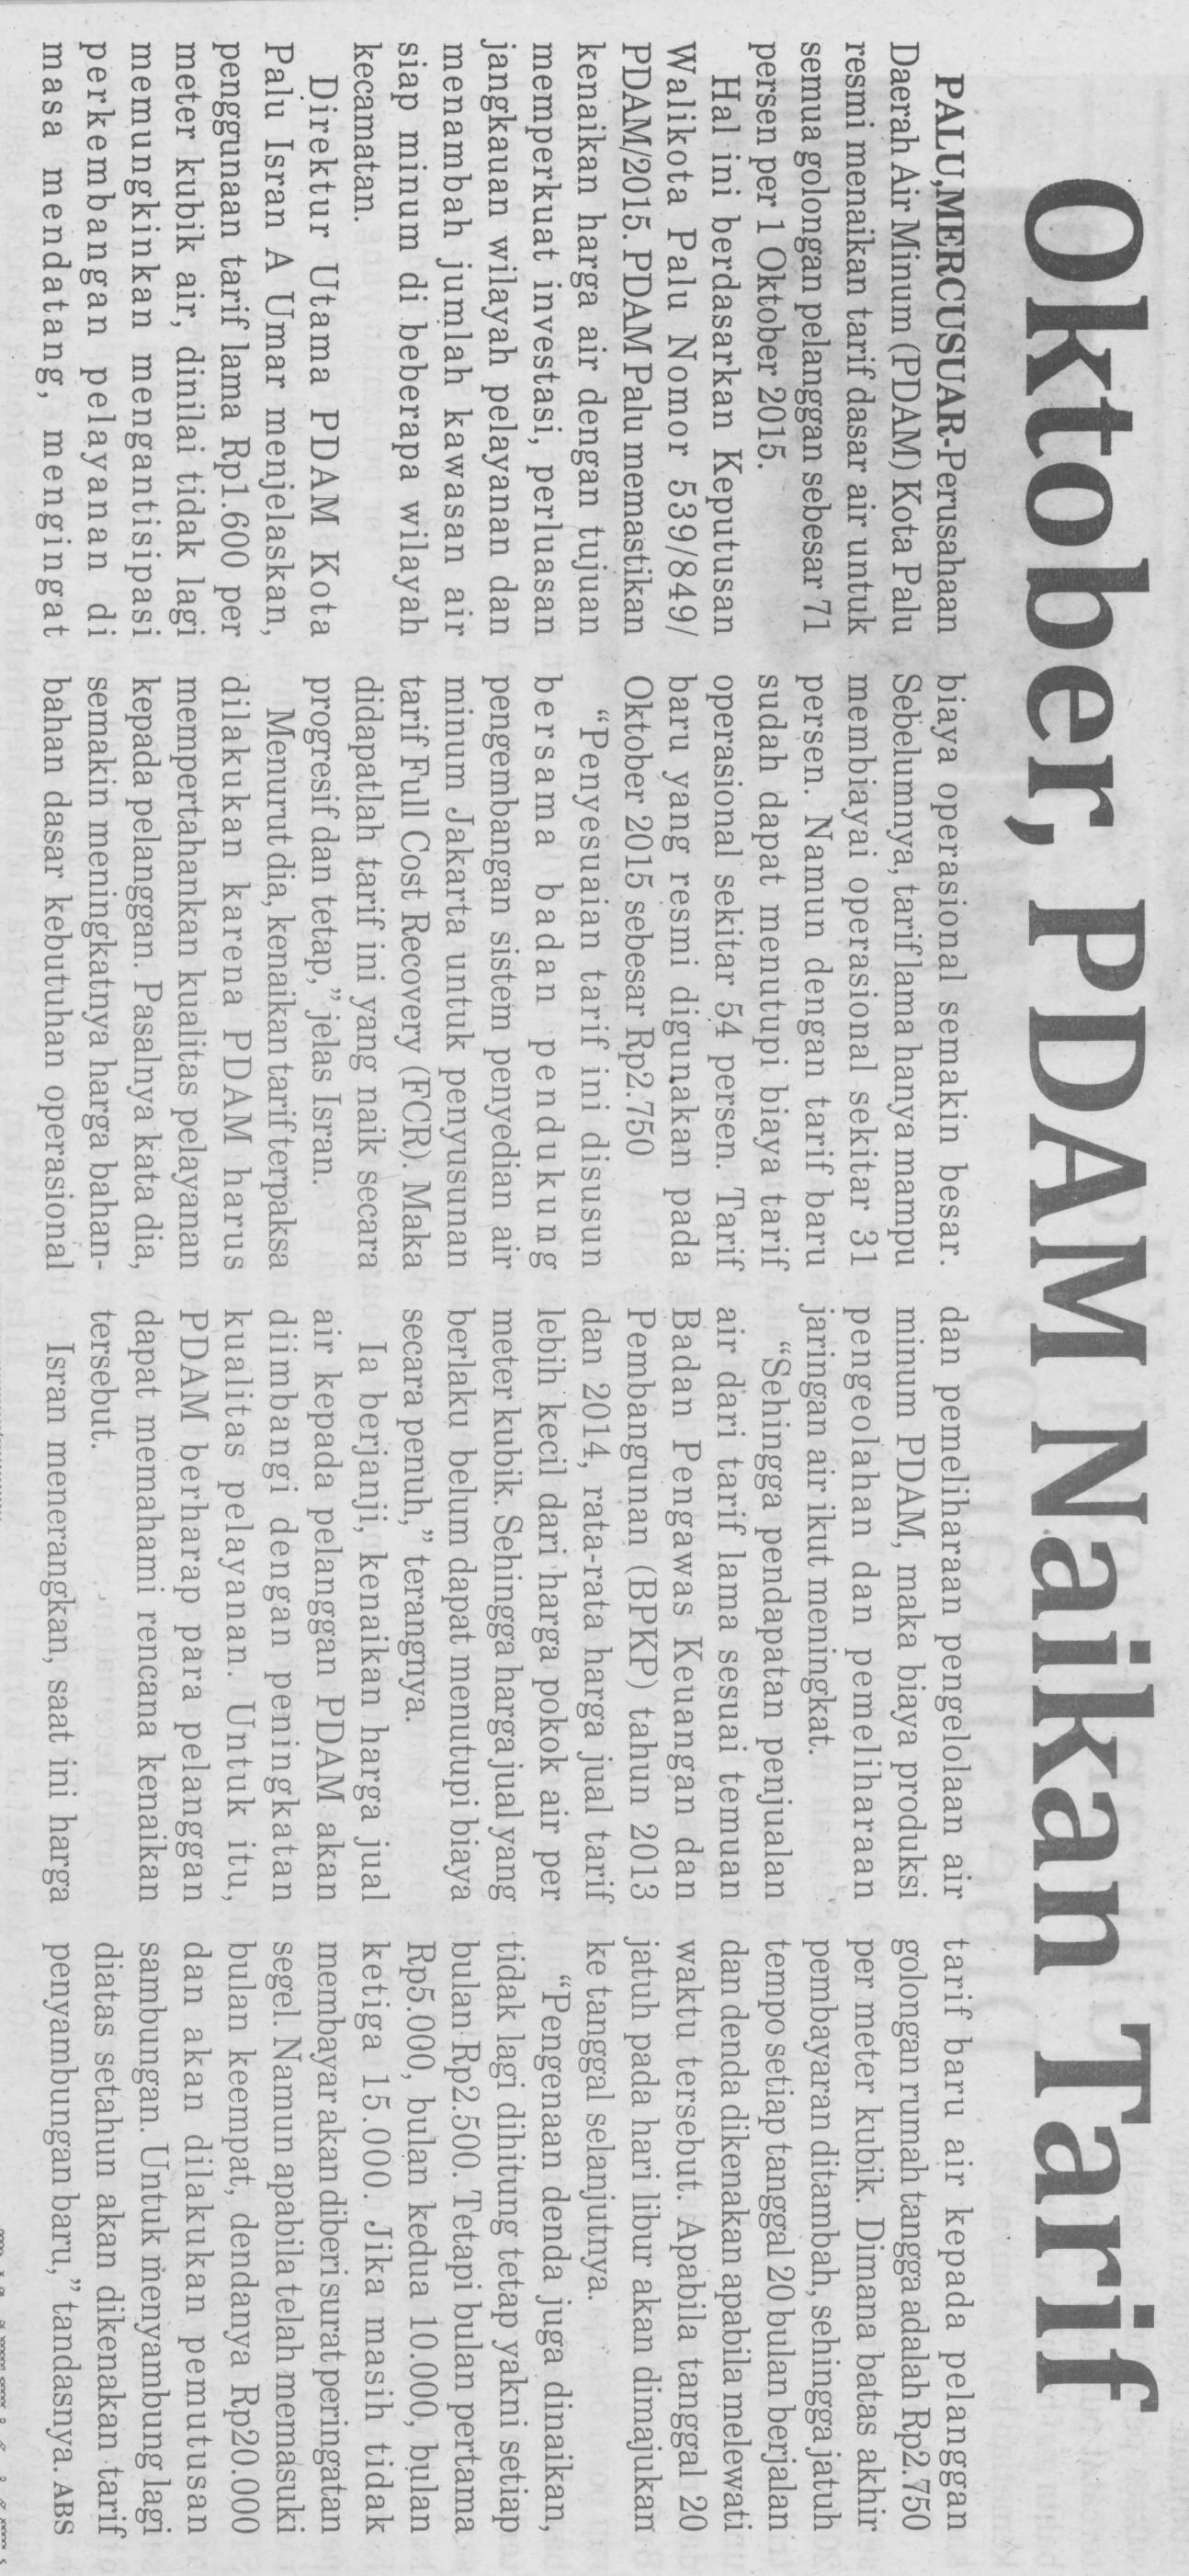 Oktober, PDAM Naikan Tarif
PALU,MERCUSUAR-Perusahaan
Daerah Air Minum (PDAM) Kota Palu
resmi menaikan tarif dasar air untuk
semua golongan pelanggan sebesar 71
persen per 1 Oktober 2015.
Hal ini berdasarkan Keputusan
Walikota Palu Nomor 539/849/
PDAM/2015. PDAM Palu memastikan
kenaikan harga air dengan tujuan
memperkuat investasi, perluasan
jangkauan wilayah pelayanan dan
menambah jumlah kawasan air
siap minum di beberapa wilayah
kecamatan.
Direktur Utama PDAM Kota
Palu Isran A Umar menjelaskan,
penggunaan tarif lama Rp1.600 per
meter kubik air, dinilai tidak lagi
memungkinkan mengantisipasi
perkembangan pelayanan di
masa mendatang, mengingat
biaya operasional semakin besar.
Sebelumnya, tarif lama hanya mampu
membiayai operasional sekitar 31
persen. Namun dengan tarif baru
sudah dapat menutupi biaya tarif
operasional sekitar 54 persen. Tarif
baru yang resmi digunakan pada
Oktober 2015 sebesar Rp2.750
“Penyesuaian tarif ini disusun
bersama badan pendukung
pengembangan sistem penyedian air
minum Jakarta untuk penyusunan
tarif Full Cost Recovery (FCR). Maka
didapatlah tarif ini yang naik secara
progresif dan tetap,” jelas Isran.
Menurut dia, kenaikan tarif terpaksa
dilakukan karena PDAM harus
mempertahankan kualitas pelayanan
kepada pelanggan. Pasalnya kata dia,
semakin meningkatnya harga bahan-
bahan dasar kebutuhan operasional
dan pemeliharaan pengelolaan air
minum PDAM, maka biaya produksi
pengeolahan dan pemeliharaan
jaringan air ikut meningkat.
“Sehingga pendapatan penjualan
air dari tarif lama sesuai temuan
Badan Pengawas Keuangan dan
Pembangunan (BPKP) tahun 2013
dan 2014, rata-rata harga jual tarif
lebih kecil dari harga pokok air per
meter kubik. Sehingga harga jual yang
berlaku belum dapat menutupi biaya
secara penuh,” terangnya.
Ia berjanji, kenaikan harga jual
air kepada pelanggan PDAM akan
diimbangi dengan peningkatan
kualitas pelayanan. Untuk itu,
PDAM berharap para pelanggan
dapat memahami rencana kenaikan
tersebut.
Isran menerangkan, saat ini harga
tarif baru air kepada pelanggan
golongan rumah tangga adalah Rp2.750
per meter kubik. Dimana batas akhir
pembayaran ditambah, sehingga jatuh
tempo setiap tanggal 20 bulan berjalan
dan denda dikenakan apabila melewati
waktu tersebut. Apabila tanggal 20
jatuh pada hari libur akan dimajukan
ke tanggal selanjutnya.
“Pengenaan denda juga dinaikan,
tidak lagi dihitung tetap yakni setiap
bulan Rp2.500. Tetapi bulan pertama
Rp5.000, bulan kedua 10.000, bulan
ketiga 15.000. Jika masih tidak
membayar akan diberi surat peringatan
segel. Namun apabila telah memasuki
bulan keempat, dendanya Rp20.000
dan akan dilakukan pemutusan
sambungan. Untuk menyambung lagi
diatas setahun akan dikenakan tarif
penyambungan baru,” tandasnya. ABS